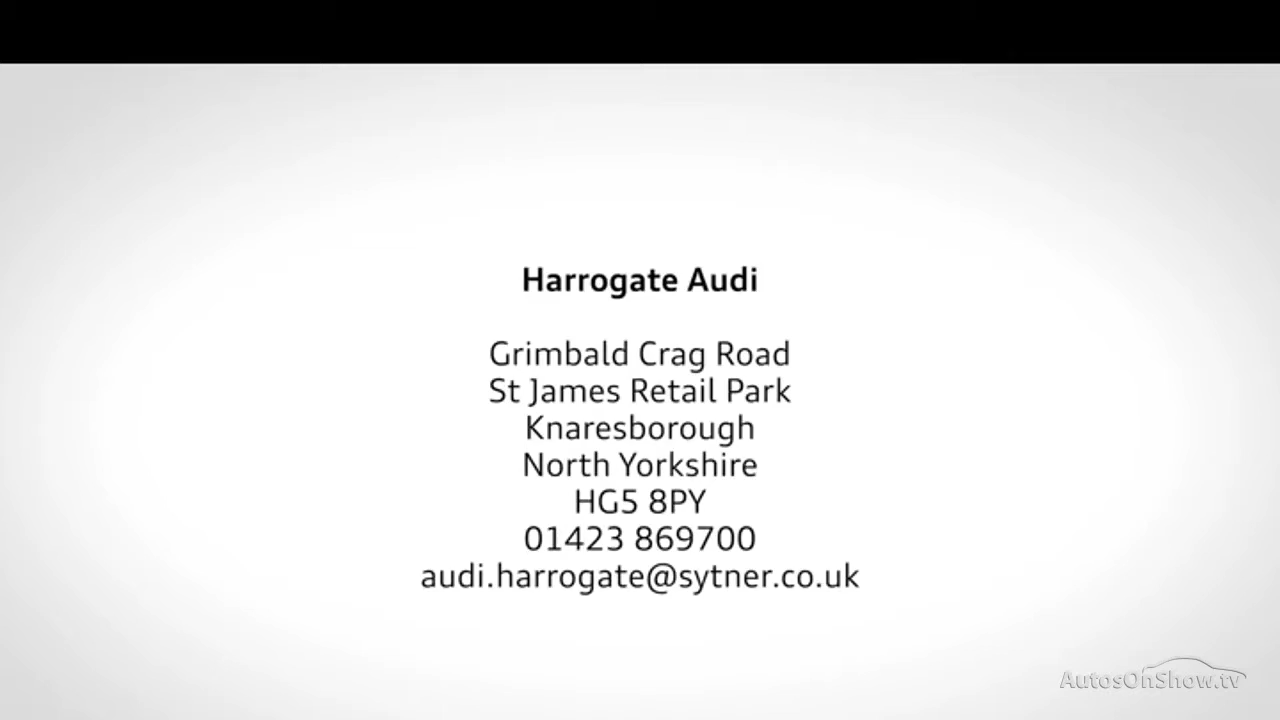 Harrogate Audi
Grimbald Crag Road
St James Retail Park
Knaresborough
North Yorkshire
HG5 8PY
01423 869700
audi.harrogate@sytner.co.uk
AutosOnShow.tv